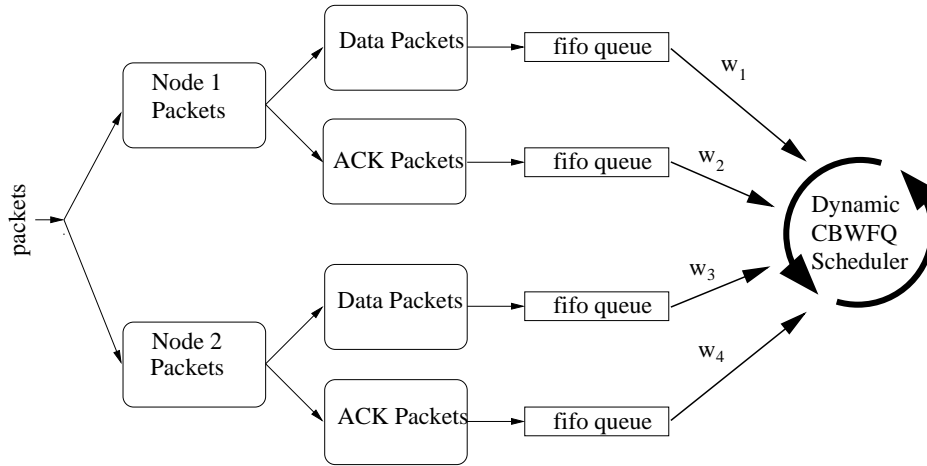 packets
Node 1
Packets
Data Packets
fifo queue
w1
ACK Packets
fifo queue
w2
Node 2
Packets
Data Packets
fifo queue
w3
ACK Packets
fifo queue
w4
Dynamic
CBWFQ
Scheduler